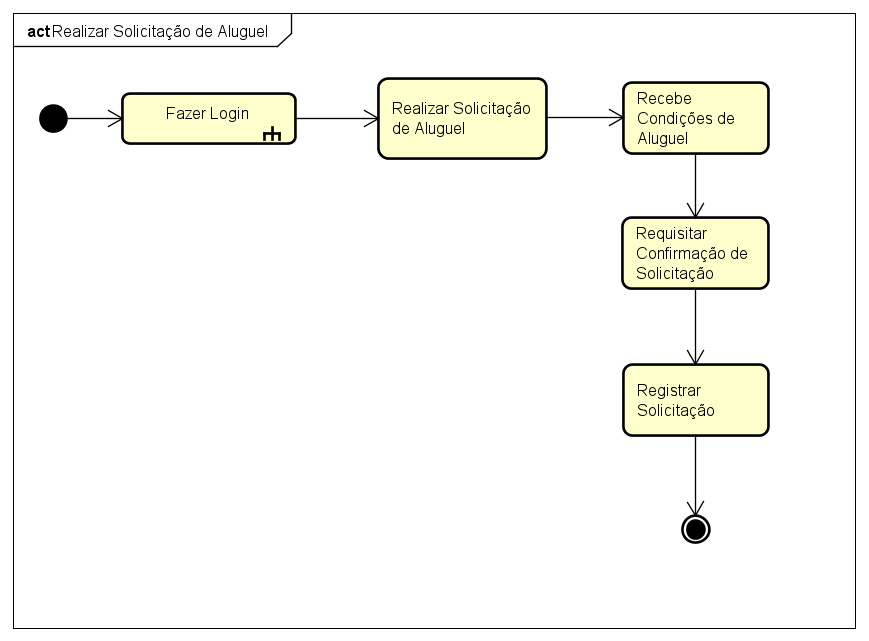 act Realizar Solicitação de Aluguel
Fazer Login
Realizar Solicitação
de Aluguel
Recebe
Condições de
Aluguel
Requisitar
Confirmação de
Solicitação
Registrar
Solicitação